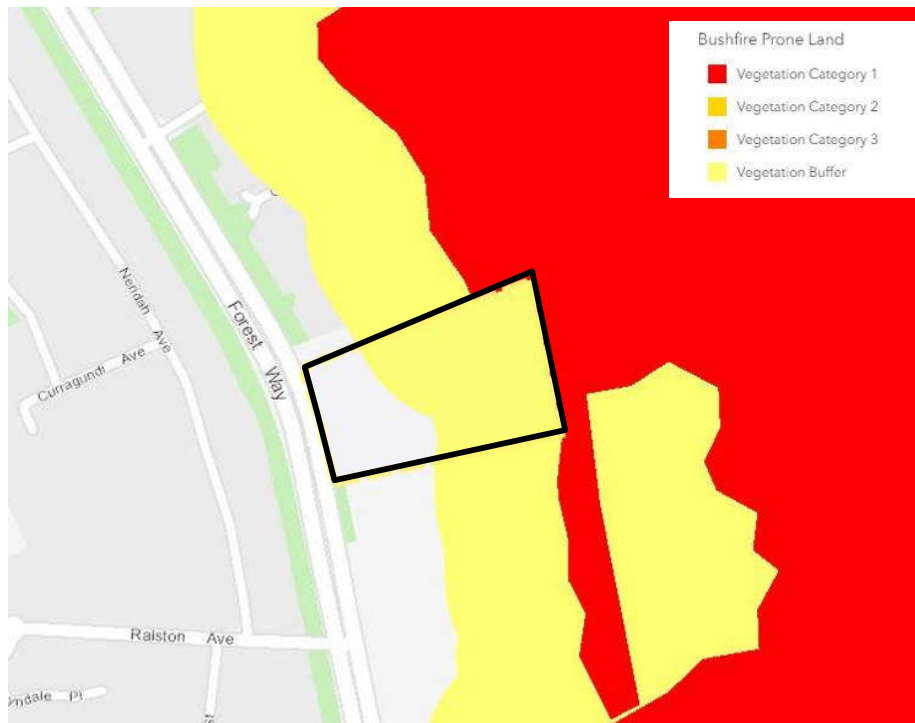 Bushfire Prone Land
Vegetation Category 1
Vegetation Category 2
Vegetation Category 3
Vegetation Buffer
Nendah Ave
Forest Way
Curragundi Ave
Ralston Ave
Pl